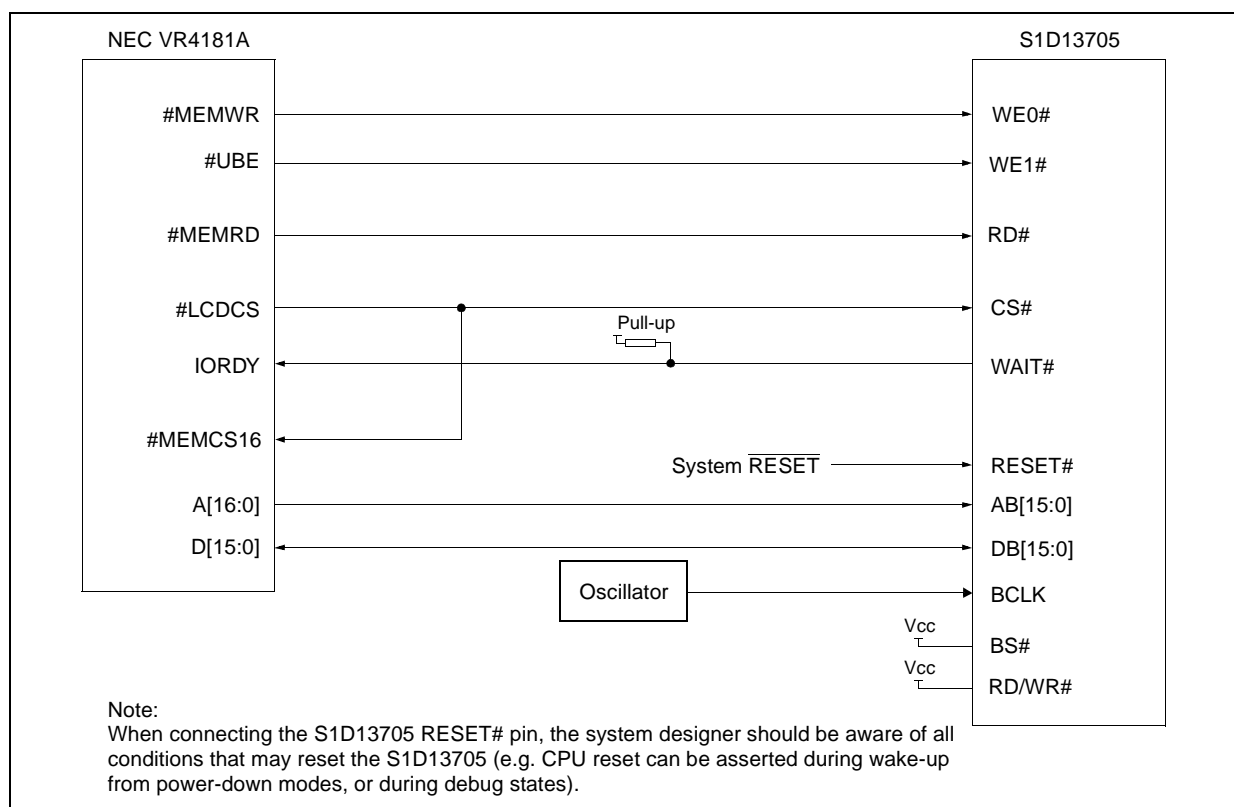 NEC VR4181A
S1D13705
#MEMWR
WE0#
#UBE
WE1#
#MEMRD
RD#
#LCDCS
CS#
Pull-up
IORDY
WAIT#
#MEMCS16
System RESET
RESET#
A[16:0]
AB[15:0]
D[15:0]
DB[15:0]
Oscillator
BCLK
Vcc
BS#
Vcc
RD/WR#
Note:
When connecting the S1D13705 RESET# pin, the system designer should be aware of all
conditions that may reset the S1D13705 (e.g. CPU reset can be asserted during wake-up
from power-down modes, or during debug states).